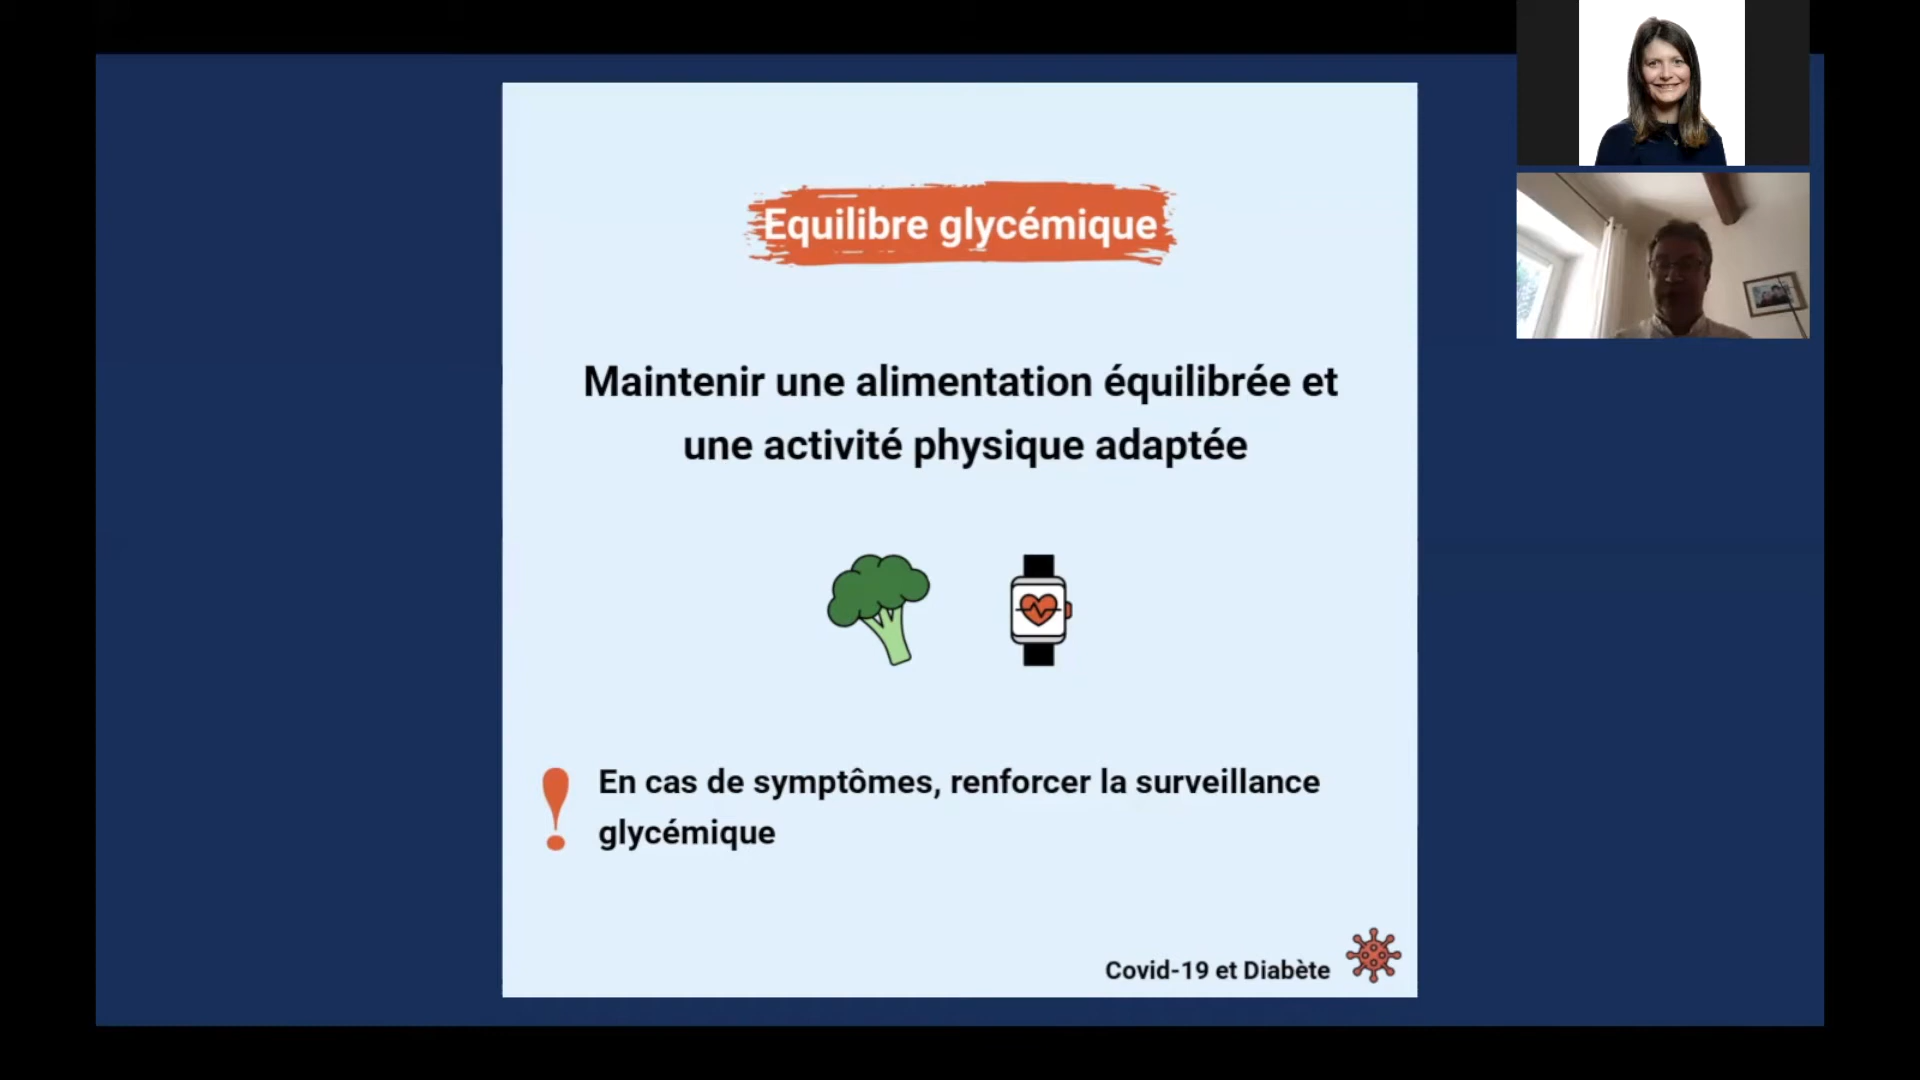 Equilibre glycémique
Maintenir une alimentation équilibrée et
une activité physique adaptée
! En cas de symptômes, renforcer la surveillance
glycémique
Covid-19 et Diabète